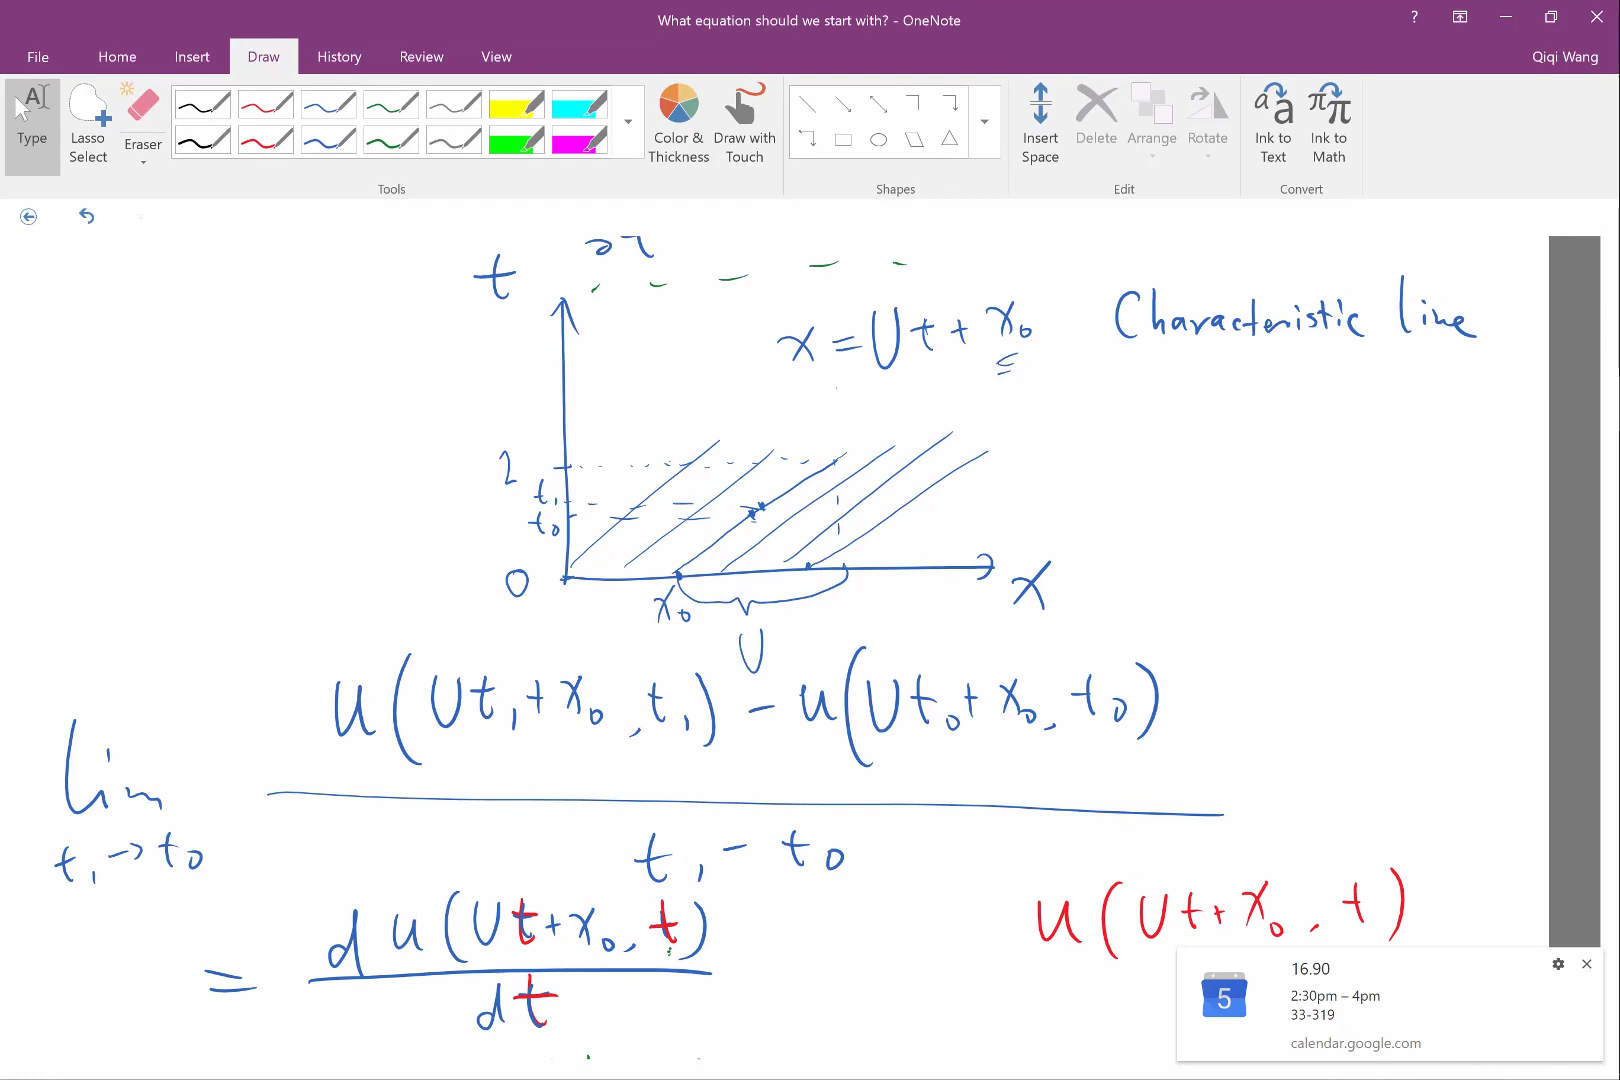 What equation should we start with? - OneNote
?
File Home Insert Draw History Review View Qiqi Wang
Type
Lasso Select
Eraser
Color & Thickness
Draw with Touch
Insert Space
Delete
Arrange
Rotate
Ink to Text
Ink to Math
Tools
Shapes
Edit
Convert
t
x = Ut + x₀
Characteristic line
t₁
t₀
0
x₀
x
U
lim t₁→t₀
u(Ut₁+x₀, t₁) - u(Ut₀+x₀, t₀)
t₁ - t₀
= d u(Ut+x₀, t)
dt
u(Ut+x₀, t)
5
16.90
2:30pm – 4pm
33-319
calendar.google.com